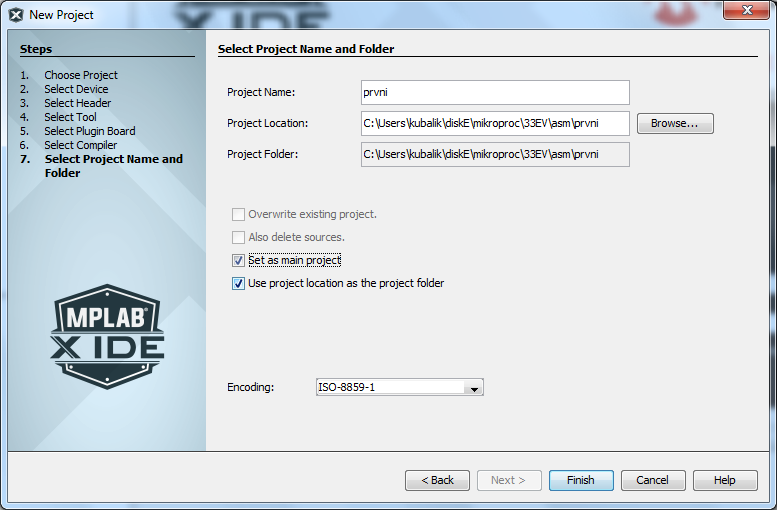 New Project
Steps
1. Choose Project
2. Select Device
3. Select Header
4. Select Tool
5. Select Plugin Board
6. Select Compiler
7. Select Project Name and
Folder
MPLAB®
X IDE
Select Project Name and Folder
Project Name: prvni
Project Location: C:\Users\kubalik\diskE\mikroproc\33EV\asm\prvni Browse...
Project Folder: C:\Users\kubalik\diskE\mikroproc\33EV\asm\prvni
Overwrite existing project.
Also delete sources.
Set as main project
Use project location as the project folder
Encoding: ISO-8859-1
< Back Next > Finish Cancel Help